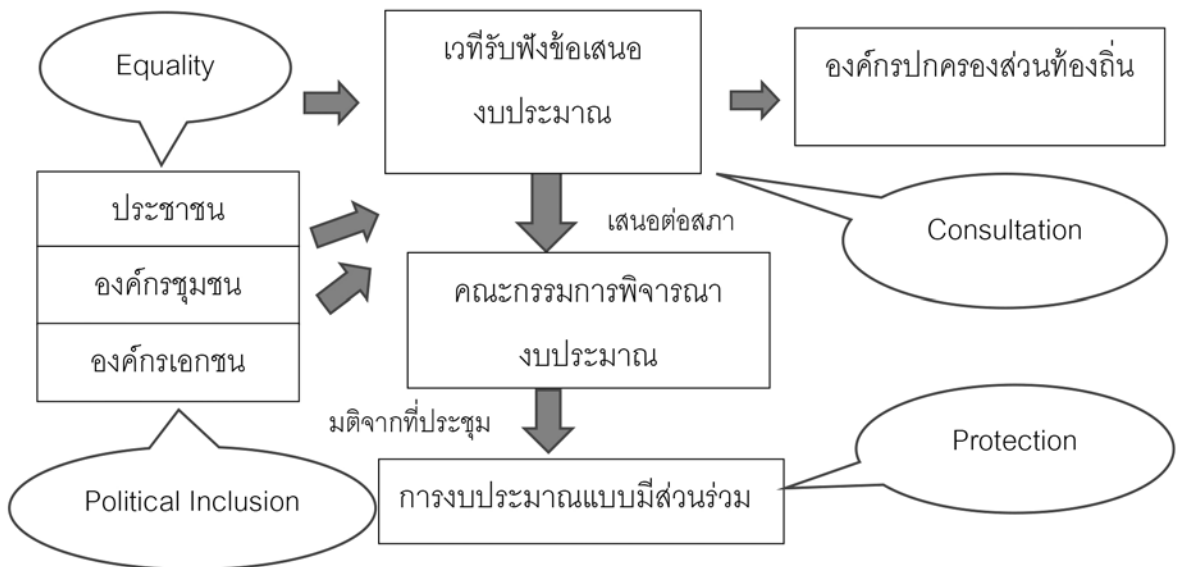 Equality
เวทีรับฟังข้อเสนอ
งบประมาณ
องค์กรปกครองส่วนท้องถิ่น
ประชาชน
องค์กรชุมชน
องค์กรเอกชน
เสนอต่อสภา
Consultation
คณะกรรมการพิจารณา
งบประมาณ
มติจากที่ประชุม
Protection
Political Inclusion
การงบประมาณแบบมีส่วนร่วม